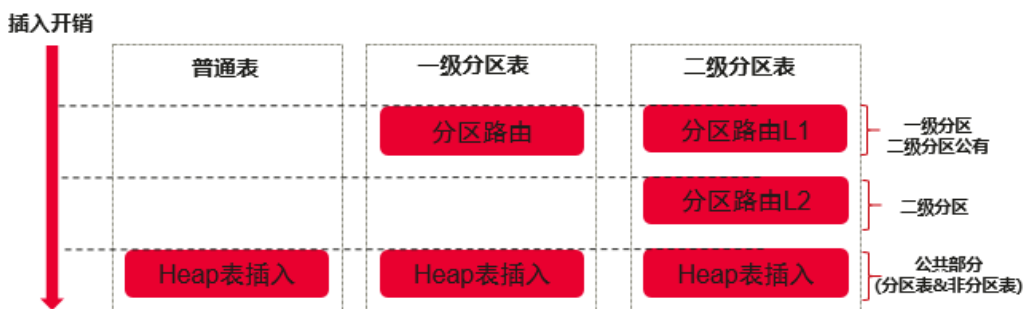 插入开销
普通表
一级分区表
二级分区表
分区路由
分区路由L1
一级分区
二级分区公有
分区路由L2
二级分区
Heap表插入
Heap表插入
Heap表插入
公共部分
(分区表&非分区表)